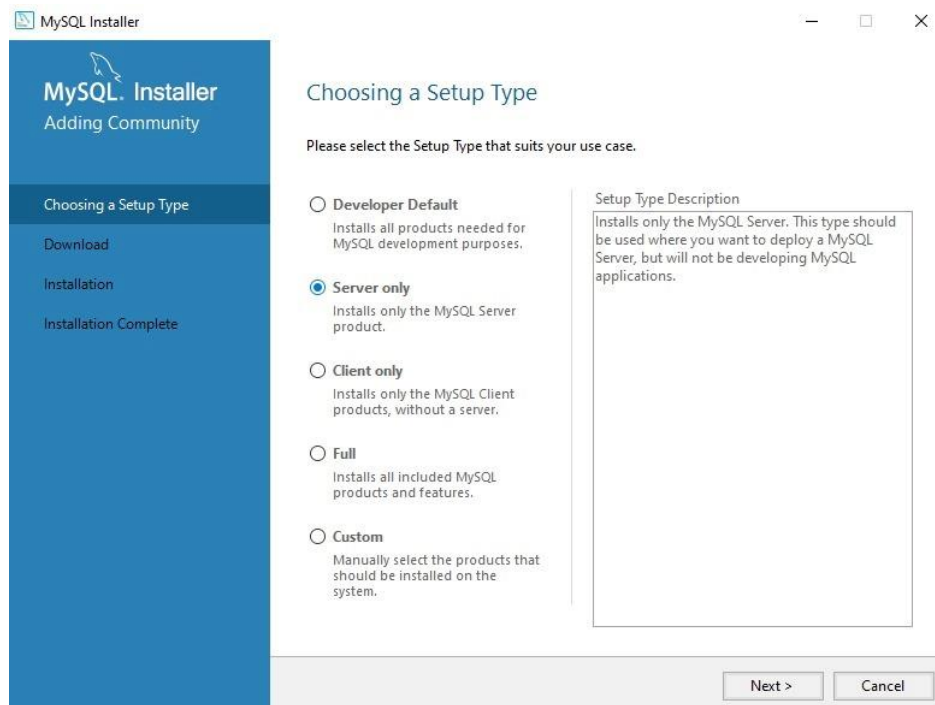 MySQL Installer
MySQL. Installer
Adding Community
Choosing a Setup Type
Download
Installation
Installation Complete
Choosing a Setup Type
Please select the Setup Type that suits your use case.
Developer Default
Installs all products needed for
MySQL development purposes.
Server only
Installs only the MySQL Server
product.
Client only
Installs only the MySQL Client
products, without a server.
Full
Installs all included MySQL
products and features.
Custom
Manually select the products that
should be installed on the
system.
Setup Type Description
Installs only the MySQL Server. This type should
be used where you want to deploy a MySQL
Server, but will not be developing MySQL
applications.
Next >
Cancel